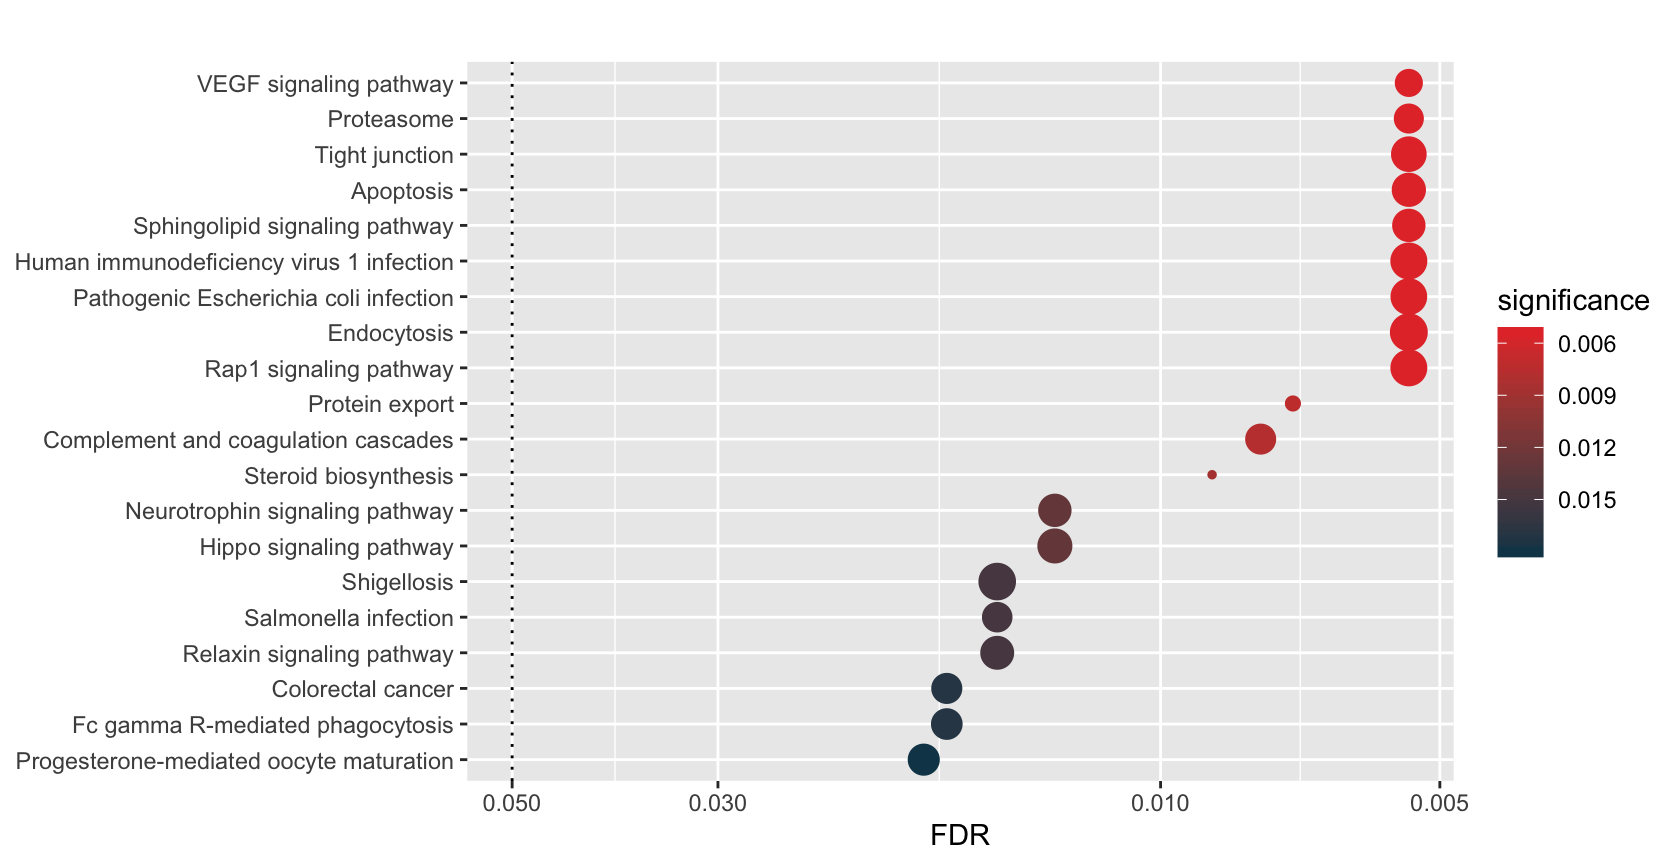 VEGF signaling pathway
Proteasome
Tight junction
Apoptosis
Sphingolipid signaling pathway
Human immunodeficiency virus 1 infection
Pathogenic Escherichia coli infection
Endocytosis
Rap1 signaling pathway
Protein export
Complement and coagulation cascades
Steroid biosynthesis
Neurotrophin signaling pathway
Hippo signaling pathway
Shigellosis
Salmonella infection
Relaxin signaling pathway
Colorectal cancer
Fc gamma R-mediated phagocytosis
Progesterone-mediated oocyte maturation
0.050 0.030 0.010 0.005
FDR
significance
0.006
0.009
0.012
0.015